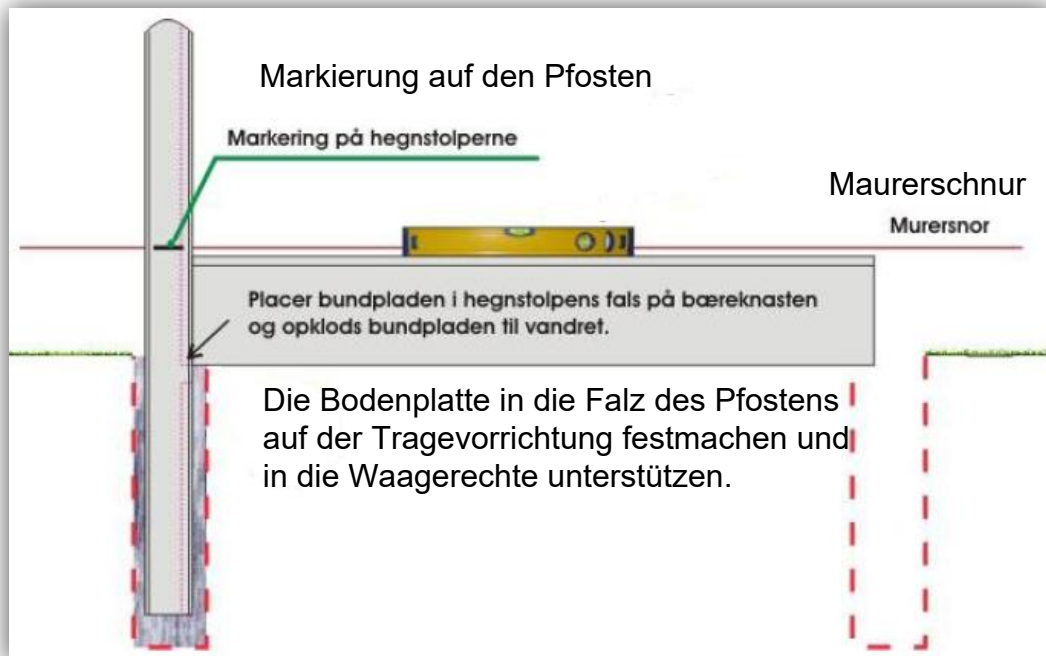 Markierung auf den Pfosten
Markering på hegnstolperne
Maurerschnur
Murersnor
Placer bundpladen i hegnstolpens fals på bæreknasten
og opklods bundpladen til vandret.
Die Bodenplatte in die Falz des Pfostens
auf der Tragevorrichtung festmachen und
in die Waagerechte unterstützen.